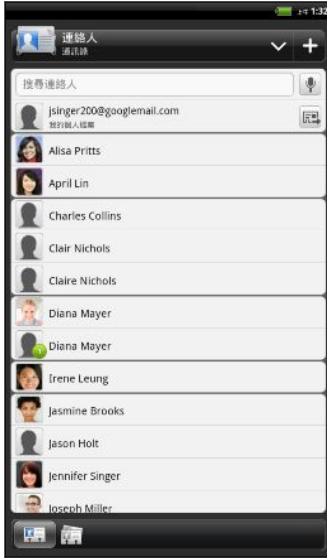 上午 1:32
連絡人
通訊錄
搜尋連絡人
jsinger200@googlemail.com
我的個人檔案
Alisa Pritts
April Lin
Charles Collins
Clair Nichols
Claire Nichols
Diana Mayer
Diana Mayer
Irene Leung
Jasmine Brooks
Jason Holt
Jennifer Singer
Joseph Miller